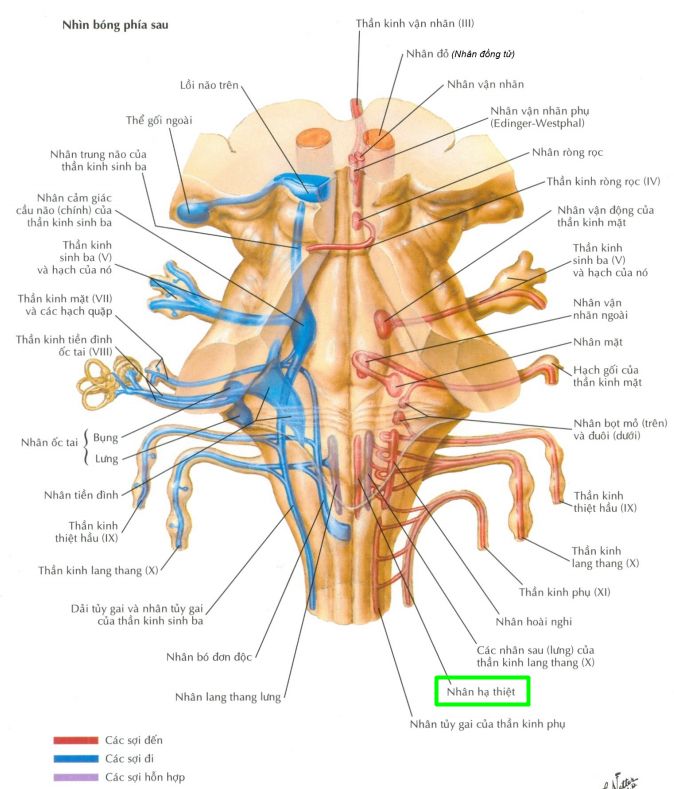 Nhìn bóng phía sau
Thần kinh vận nhãn (III)
Nhân đỏ (Nhân đồng tử)
Nhân vận nhãn
Nhân vận nhãn phụ
(Edinger-Westphal)
Nhân ròng rọc
Thần kinh ròng rọc (IV)
Nhân vận động của
thần kinh mặt
Thần kinh
sinh ba (V)
và hạch của nó
Nhân vận
nhãn ngoài
Nhân mặt
Hạch gối của
thần kinh mặt
Nhân bọt mỏ (trên)
và đuôi (dưới)
Thần kinh
thiệt hầu (IX)
Thần kinh
lang thang (X)
Thần kinh phụ (XI)
Nhân hoài nghi
Các nhân sau (lưng) của
thần kinh lang thang (X)
Nhân hạ thiệt
Nhân tủy gai của thần kinh phụ
Lồi não trên
Thể gối ngoài
Nhân trung não của
thần kinh sinh ba
Nhân cảm giác
cầu não (chính) của
thần kinh sinh ba
Thần kinh
sinh ba (V)
và hạch của nó
Thần kinh mặt (VII)
và các hạch quặp
Thần kinh tiền đình
ốc tai (VIII)
Nhân ốc tai
Bụng
Lưng
Nhân tiền đình
Thần kinh
thiệt hầu (IX)
Thần kinh lang thang (X)
Dải tủy gai và nhân tủy gai
của thần kinh sinh ba
Nhân bó đơn độc
Nhân lang thang lưng
Các sợi đến
Các sợi đi
Các sợi hỗn hợp